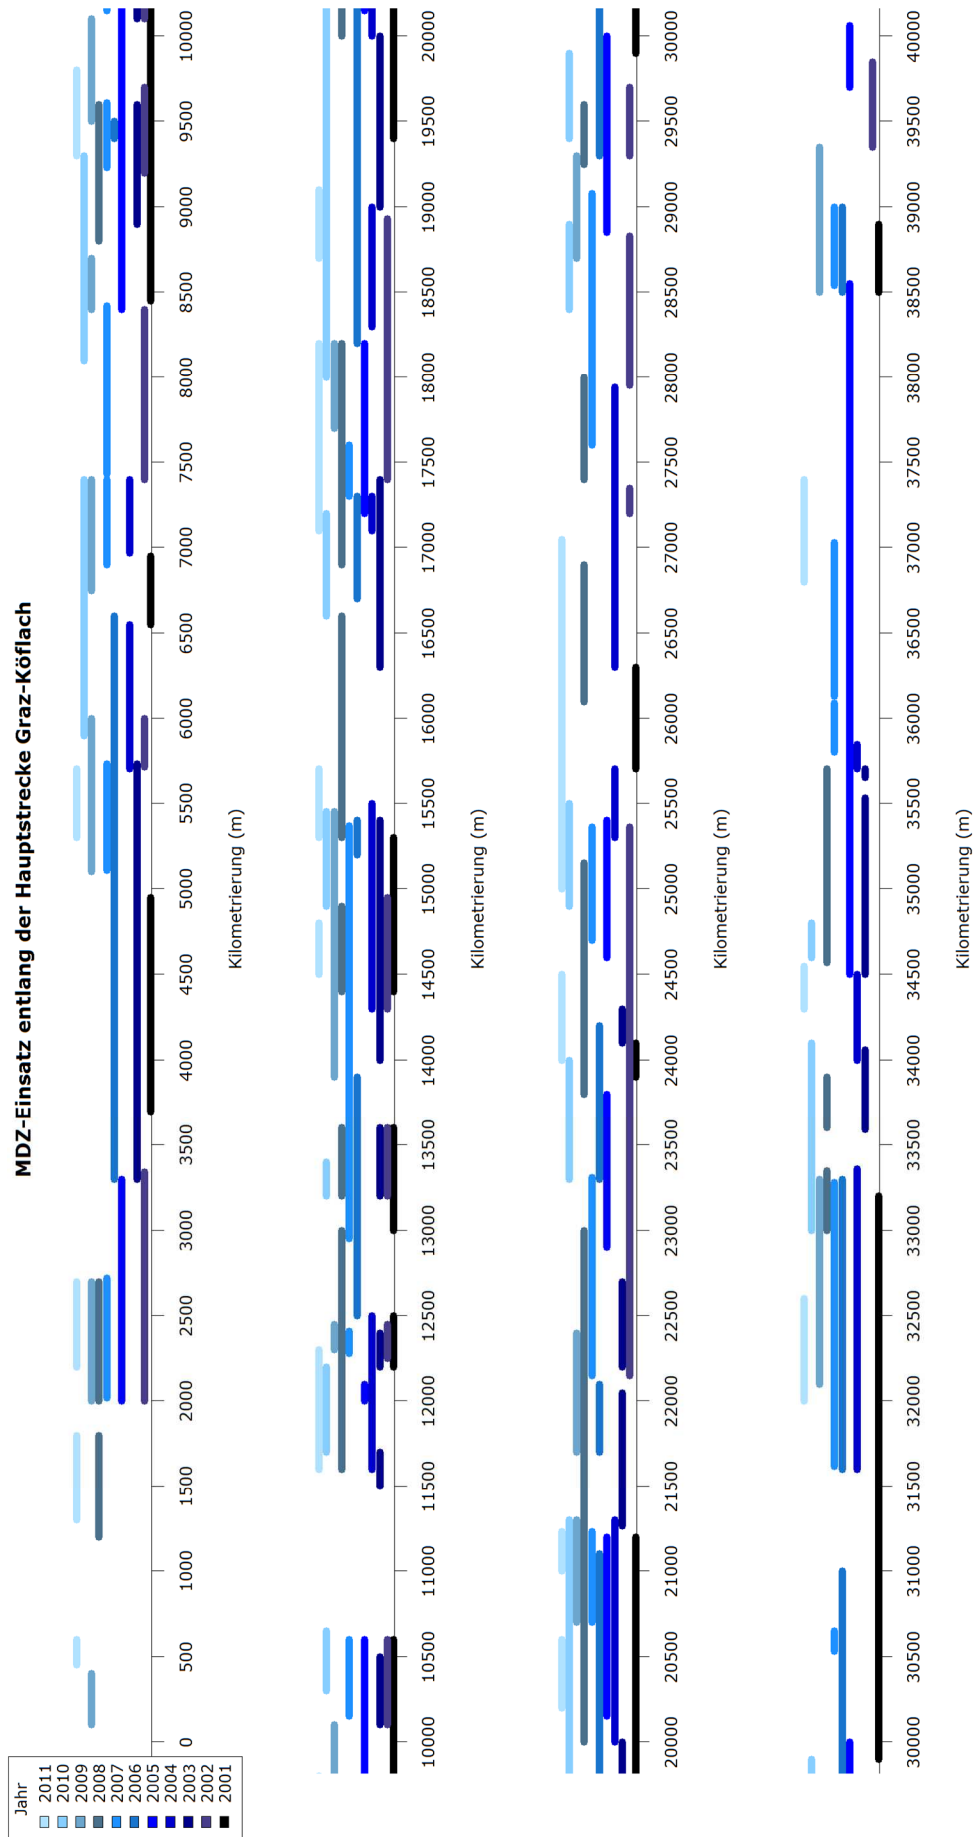 MDZ-Einsatz entlang der Hauptstrecke Graz-Köflach
Jahr
2011
2010
2009
2008
2007
2006
2005
2004
2003
2002
2001
0 500 1000 1500 2000 2500 3000 3500 4000 4500 5000 5500 6000 6500 7000 7500 8000 8500 9000 9500 10000
Kilometrierung (m)
10000 10500 11000 11500 12000 12500 13000 13500 14000 14500 15000 15500 16000 16500 17000 17500 18000 18500 19000 19500 20000
Kilometrierung (m)
20000 20500 21000 21500 22000 22500 23000 23500 24000 24500 25000 25500 26000 26500 27000 27500 28000 28500 29000 29500 30000
Kilometrierung (m)
30000 30500 31000 31500 32000 32500 33000 33500 34000 34500 35000 35500 36000 36500 37000 37500 38000 38500 39000 39500 40000
Kilometrierung (m)